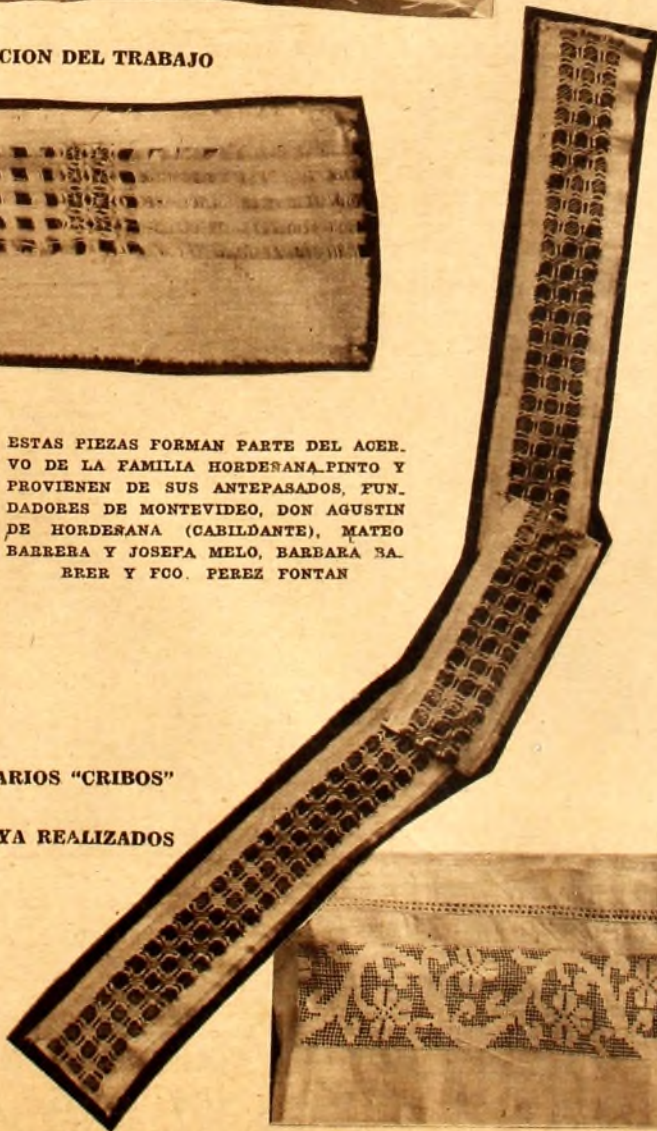 CION DEL TRABAJO
ESTAS PIEZAS FORMAN PARTE DEL ACER-
VO DE LA FAMILIA HORDEÑANA-PINTO Y
PROVIENEN DE SUS ANTEPASADOS, FUN-
DADORES DE MONTEVIDEO, DON AGUSTIN
DE HORDEÑANA (CABILDANTE), MATEO
BARRERA Y JOSEFA MELO, BARBARA BA-
RRER Y FCO. PEREZ FONTAN
ARIOS "CRIBOS"
YA REALIZADOS